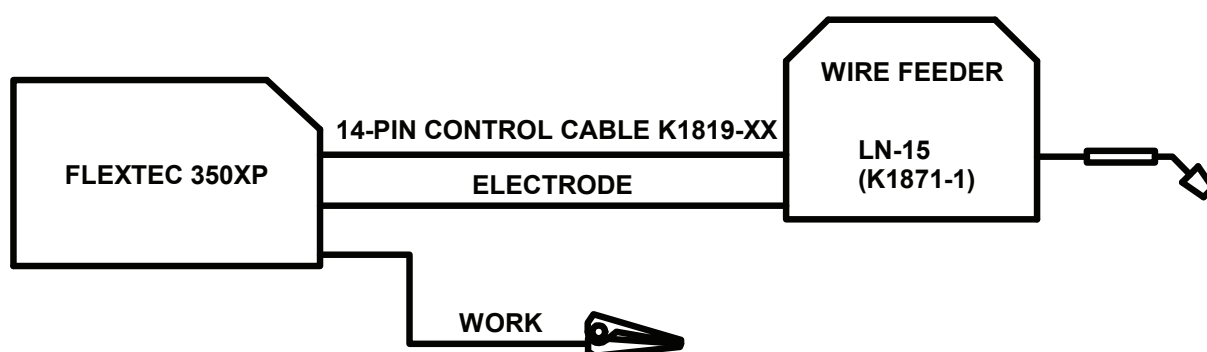 WIRE FEEDER
14-PIN CONTROL CABLE K1819-XX
FLEXTEC 350XP
ELECTRODE
LN-15
(K1871-1)
WORK